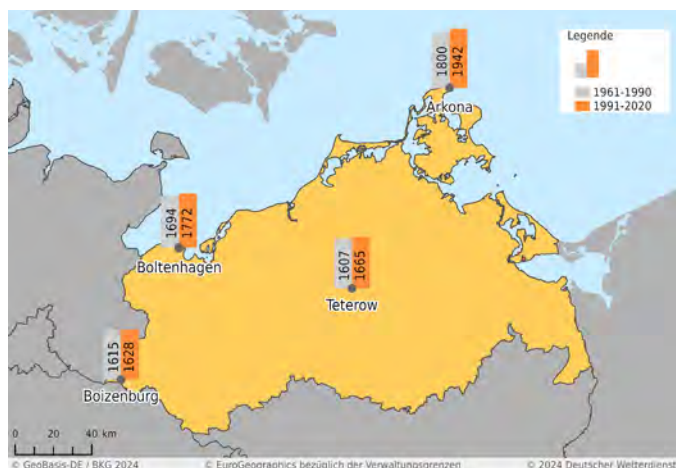 Legende
1961-1990
1991-2020
1800
1942
Arkona
1694
1772
Boltenhagen
1607
1665
Teterow
1615
1628
Boizenburg
0 20 40 km
© GeoBasis-DE / BKG 2024 © EuroGeographics bezüglich der Verwaltungsgrenzen © 2024 Deutscher Wetterdienst